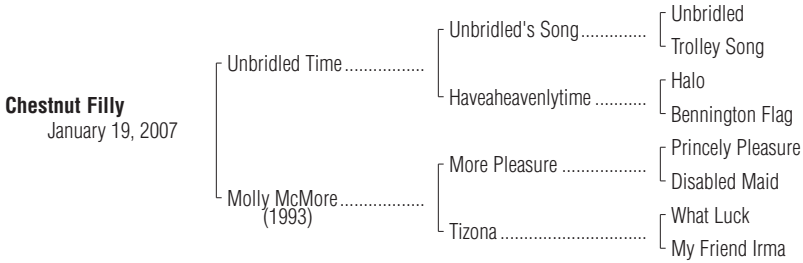 Unbridled
Unbridled's Song..............
Trolley Song
Unbridled Time .................
Halo
Haveaheavenlytime ...........
Chestnut Filly
Bennington Flag
January 19, 2007
Princely Pleasure
More Pleasure ..................
Disabled Maid
Molly McMore..................
(1993)
What Luck
Tizona ...............................
My Friend Irma